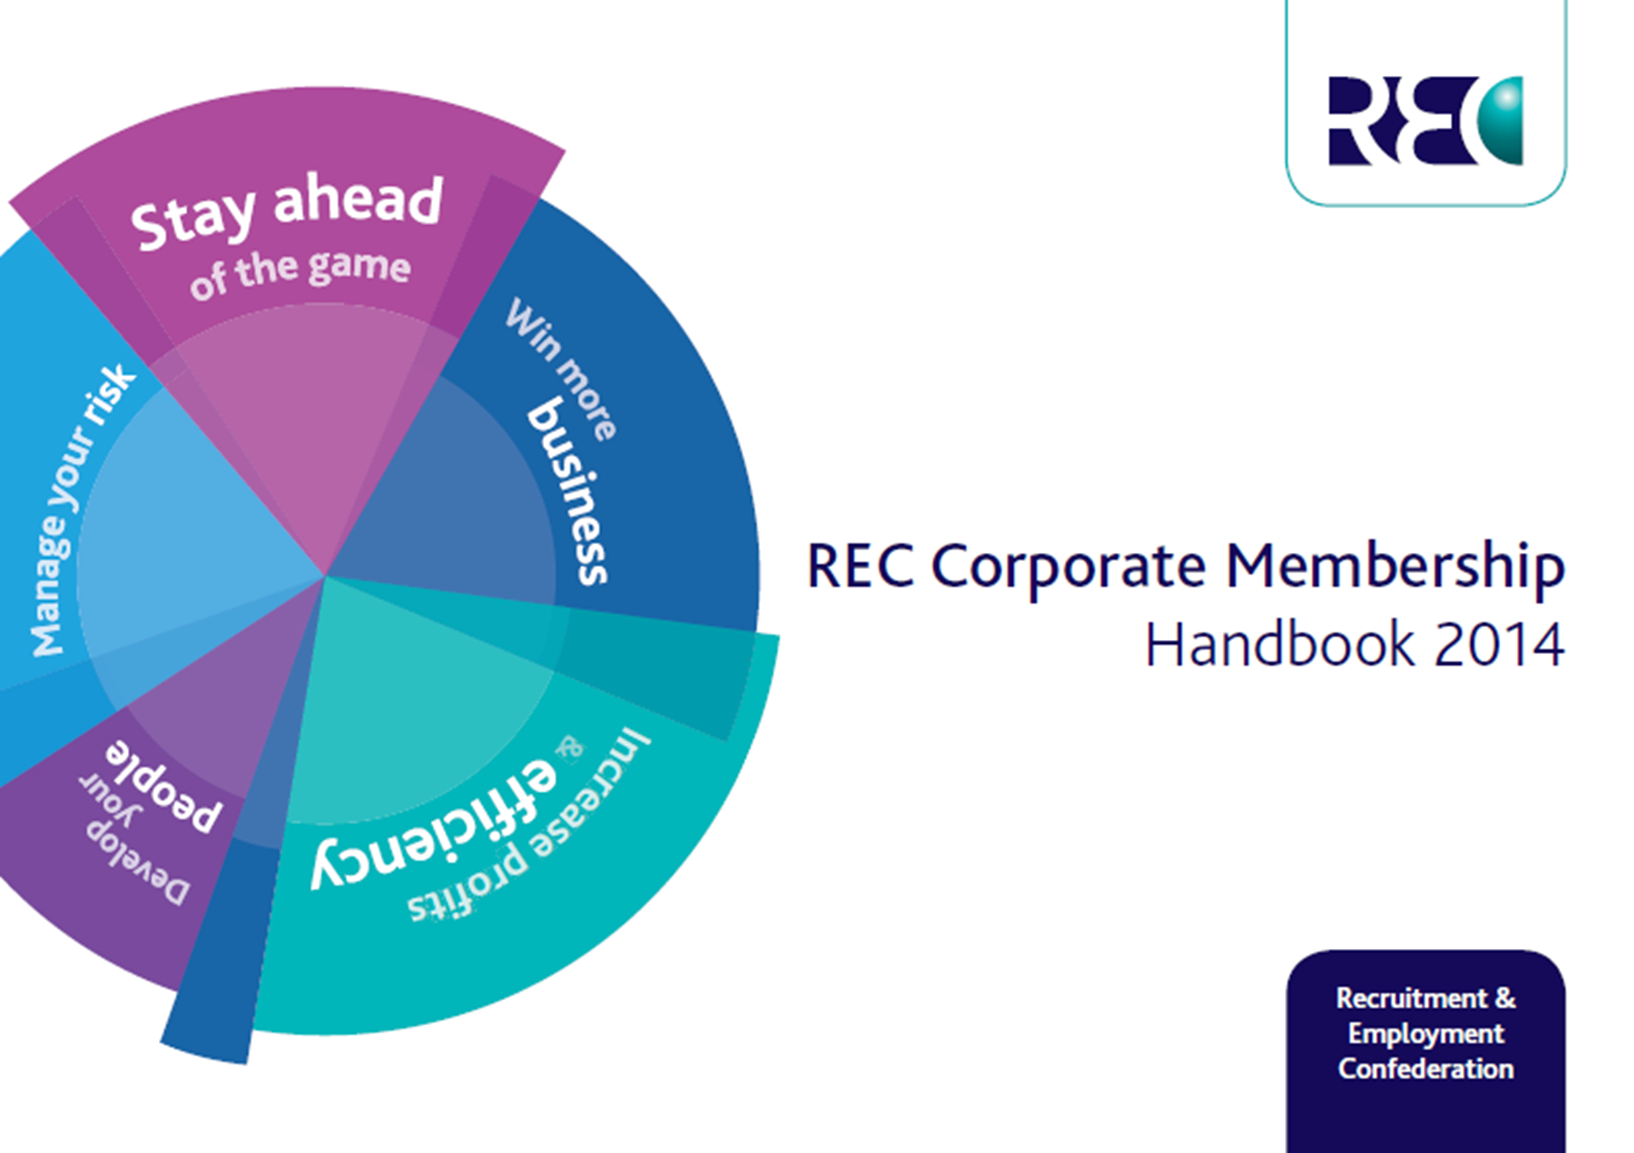 REC
Stay ahead
of the game
Win more
business
Increase profits
& efficiency
Develop
your
people
Manage your risk
REC Corporate Membership
Handbook 2014
Recruitment &
Employment
Confederation